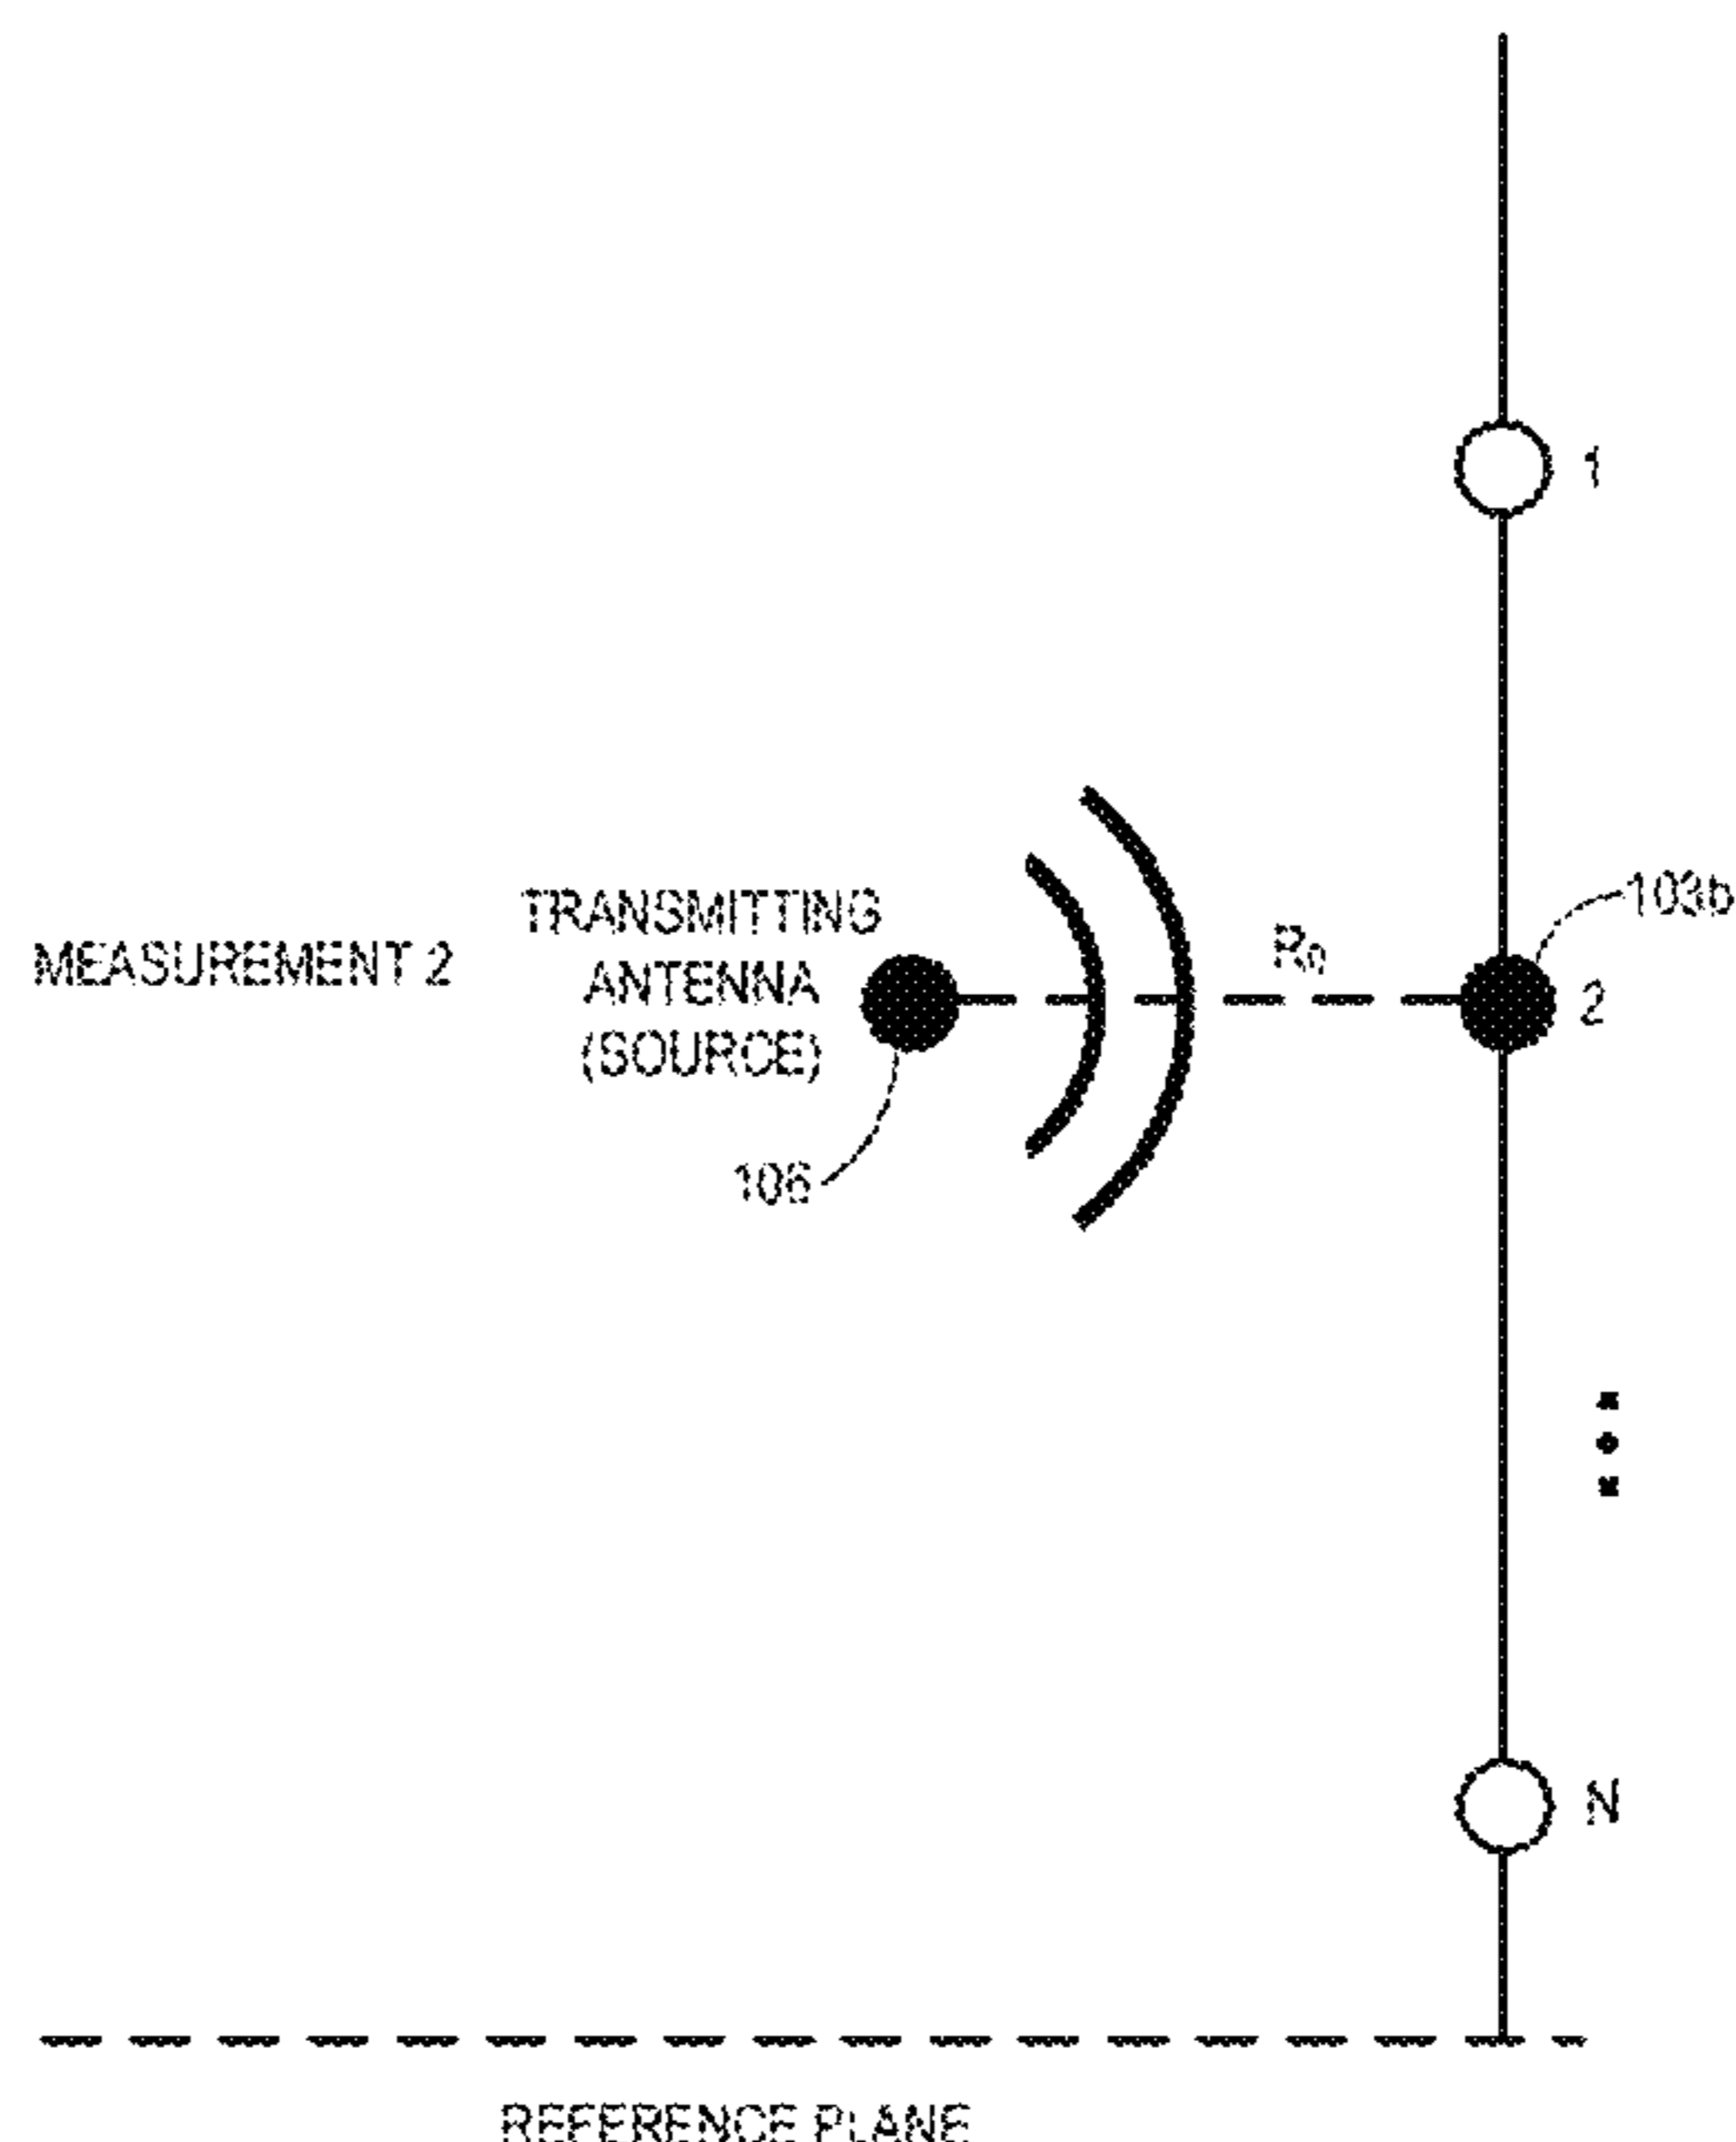 1
103b
TRANSMITTING
ANTENNA
(SOURCE)
MEASUREMENT 2
R0
2
106
N
REFERENCE PLANE